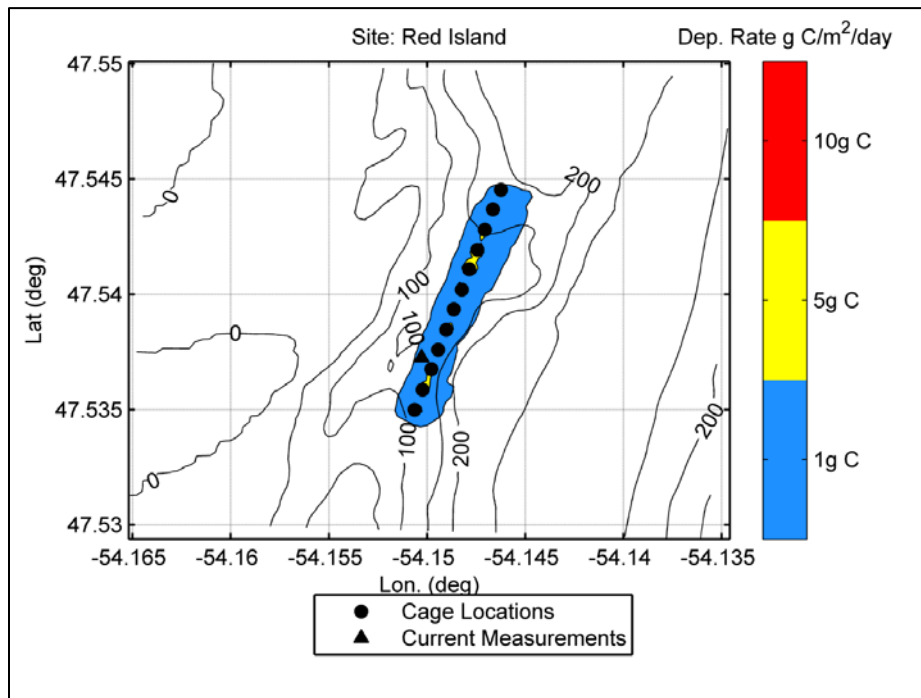 Site: Red Island
Dep. Rate g C/m²/day
47.55
47.545
47.54
47.535
47.53
Lat (deg)
-54.165
-54.16
-54.155
-54.15
-54.145
-54.14
-54.135
Lon. (deg)
0
0
0
100
100
100
200
200
200
10g C
5g C
1g C
Cage Locations
Current Measurements